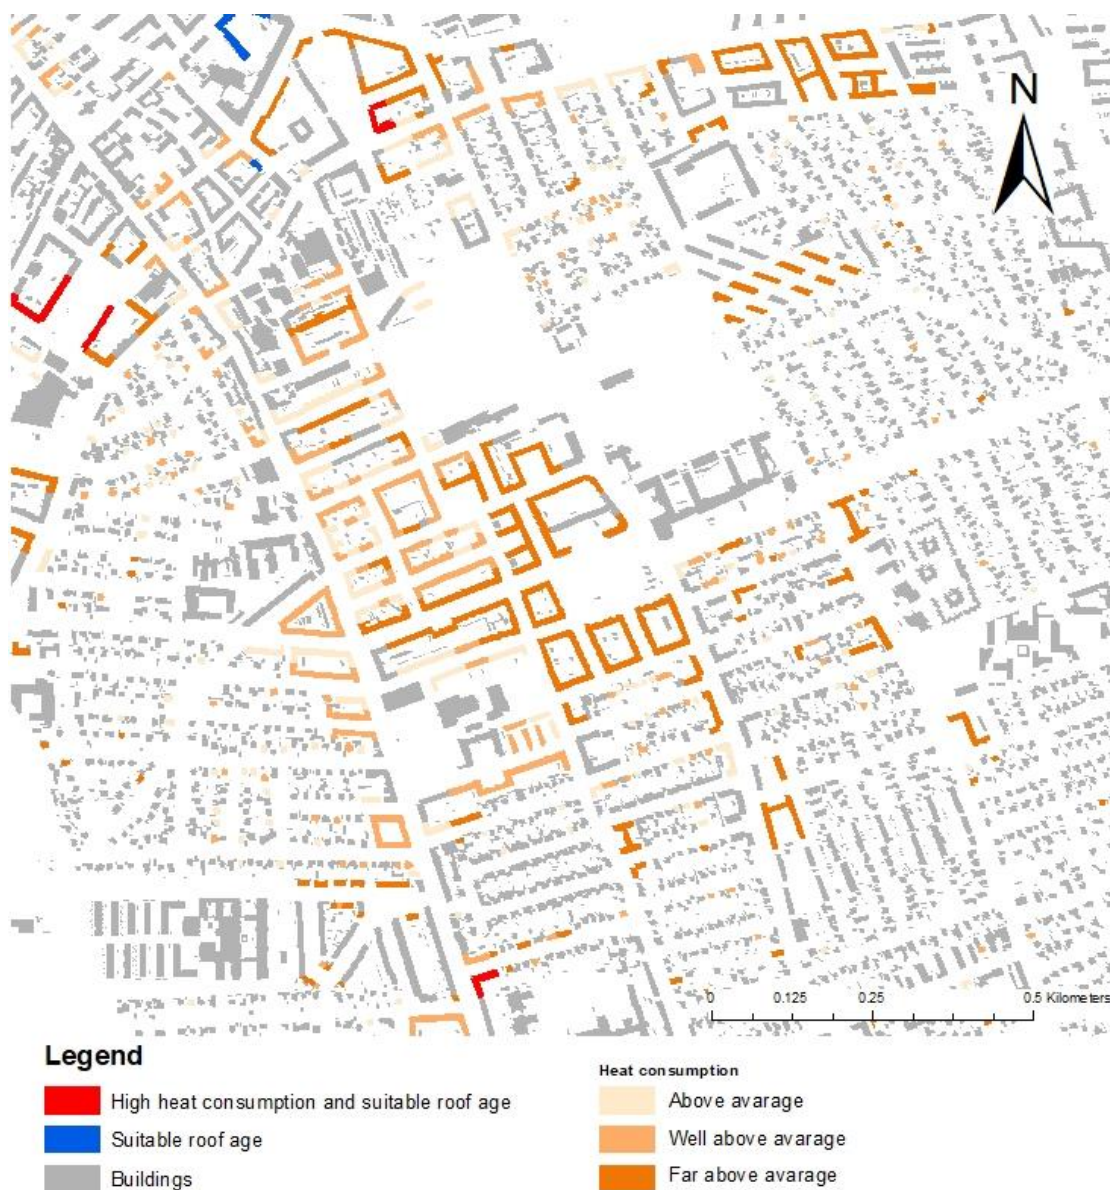 N
0 0.125 0.25 0.5 Kilometers
Legend
High heat consumption and suitable roof age
Suitable roof age
Buildings
Heat consumption
Above avarage
Well above avarage
Far above avarage